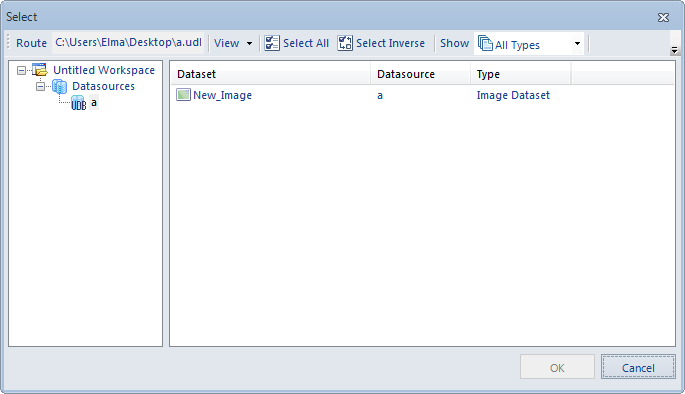 Select
Route C:\Users\Elma\Desktop\a.udl View Select All Select Inverse Show All Types
Untitled Workspace
Datasources
UDB a
Dataset Datasource Type
New_Image a Image Dataset
OK Cancel